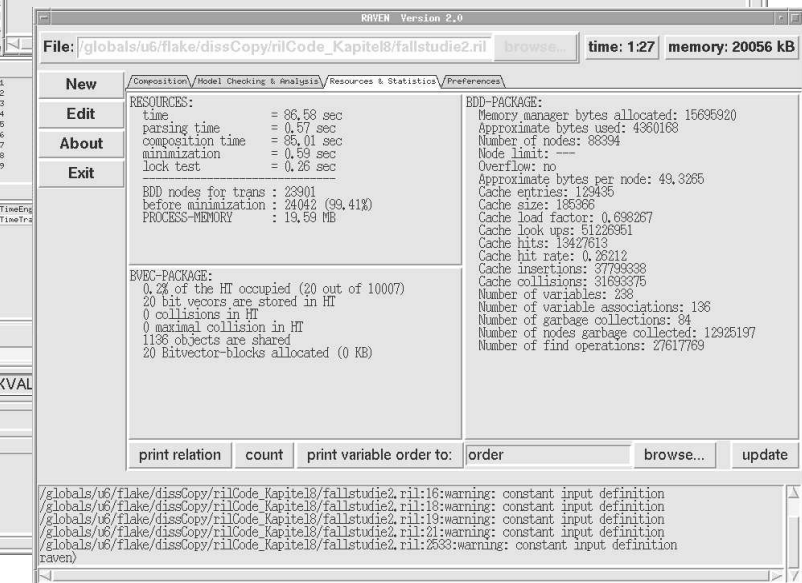 RAVEN Version 2.0
File: /globals/u6/flake/dissCopy/rilCode_Kapitel8/fallstudie2.ril browse... time: 1:27 memory: 20056 kB
New
Edit
About
Exit
Composition Model Checking & Analysis Resources & Statistics Preferences
RESOURCES:
time = 86.58 sec
parsing time = 0.57 sec
composition time = 85.01 sec
minimization = 0.59 sec
lock test = 0.26 sec
--------------------------------
BDD nodes for trans : 23901
before minimization : 24042 (99.41%)
PROCESS-MEMORY : 19.59 MB
BVEC-PACKAGE:
0.2% of the HT occupied (20 out of 10007)
20 bit vecors are stored in HT
0 collisions in HT
0 maximal collision in HT
1136 objects are shared
20 Bitvector-blocks allocated (0 KB)
BDD-PACKAGE:
Memory manager bytes allocated: 15695920
Approximate bytes used: 4360168
Number of nodes: 88394
Node limit: ---
Overflow: no
Approximate bytes per node: 49.3265
Cache entries: 129435
Cache size: 185366
Cache load factor: 0.698267
Cache look ups: 51226951
Cache hits: 13427613
Cache hit rate: 0.26212
Cache insertions: 37799338
Cache collisions: 31693375
Number of variables: 238
Number of variable associations: 136
Number of garbage collections: 84
Number of nodes garbage collected: 12925197
Number of find operations: 27617769
print relation count print variable order to: order browse... update
/globals/u6/flake/dissCopy/rilCode_Kapitel8/fallstudie2.ril:16:warning: constant input definition
/globals/u6/flake/dissCopy/rilCode_Kapitel8/fallstudie2.ril:18:warning: constant input definition
/globals/u6/flake/dissCopy/rilCode_Kapitel8/fallstudie2.ril:19:warning: constant input definition
/globals/u6/flake/dissCopy/rilCode_Kapitel8/fallstudie2.ril:21:warning: constant input definition
/globals/u6/flake/dissCopy/rilCode_Kapitel8/fallstudie2.ril:2533:warning: constant input definition
raven>
1
2
3
4
5
6
7
8
9
TimeEng
TimeTra
XVAL